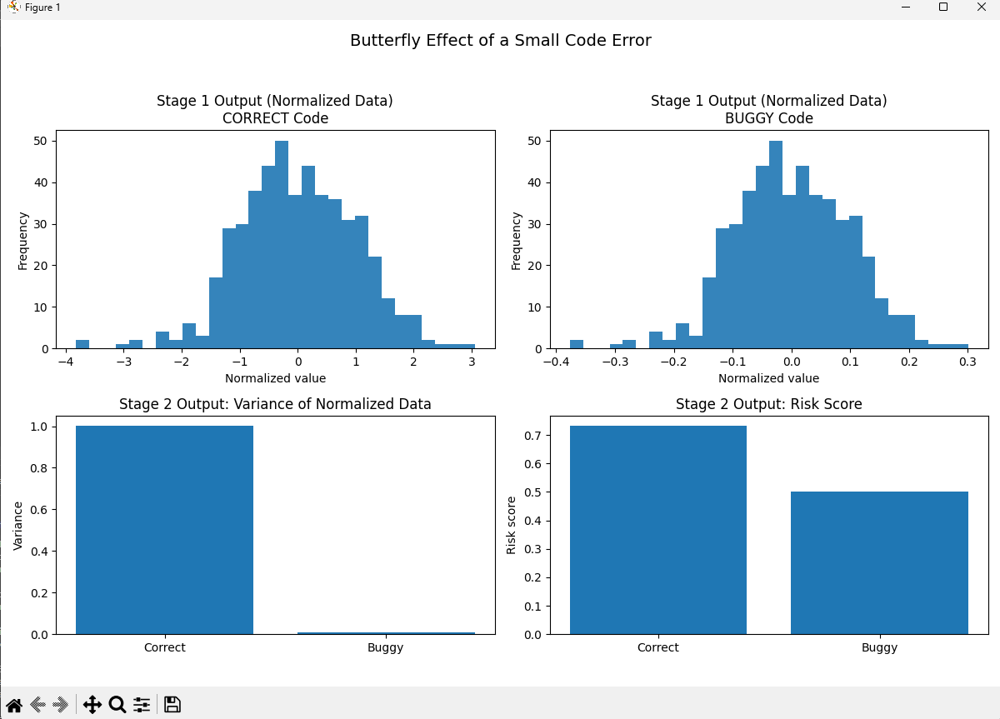 Figure 1
Butterfly Effect of a Small Code Error
Stage 1 Output (Normalized Data)
CORRECT Code
50
40
30
20
10
0
Frequency
−4 −3 −2 −1 0 1 2 3
Normalized value
Stage 1 Output (Normalized Data)
BUGGY Code
50
40
30
20
10
0
Frequency
−0.4 −0.3 −0.2 −0.1 0.0 0.1 0.2 0.3
Normalized value
Stage 2 Output: Variance of Normalized Data
1.0
0.8
0.6
0.4
0.2
0.0
Variance
Correct Buggy
Stage 2 Output: Risk Score
0.7
0.6
0.5
0.4
0.3
0.2
0.1
0.0
Risk score
Correct Buggy